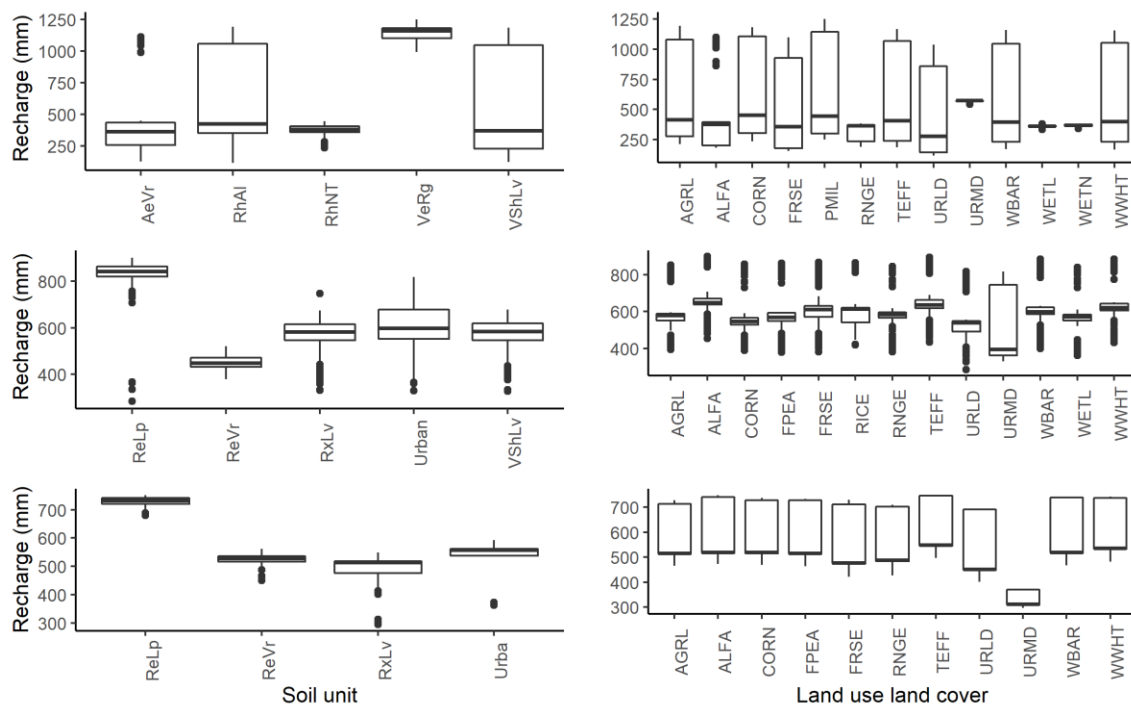 Recharge (mm)
1250
1000
500
250
AeVr
RhAl
RhNT
VeRg
VShLv
1250
1000
750
500
250
AGRL
ALFA
CORN
FRSE
PMIL
RNGE
TEFF
URLD
URMD
WBAR
WETL
WETN
WWHT
Recharge (mm)
800
600
400
ReLp
ReVr
RxLv
Urban
VShLv
800
600
400
AGRL
ALFA
CORN
FPEA
FRSE
RICE
RNGE
TEFF
URLD
URMD
WBAR
WETL
WWHT
Recharge (mm)
700
600
500
400
300
ReLp
ReVr
RxLv
Urba
Soil unit
700
600
500
400
300
AGRL
ALFA
CORN
FPEA
FRSE
RNGE
TEFF
URLD
URMD
WBAR
WWHT
Land use land cover